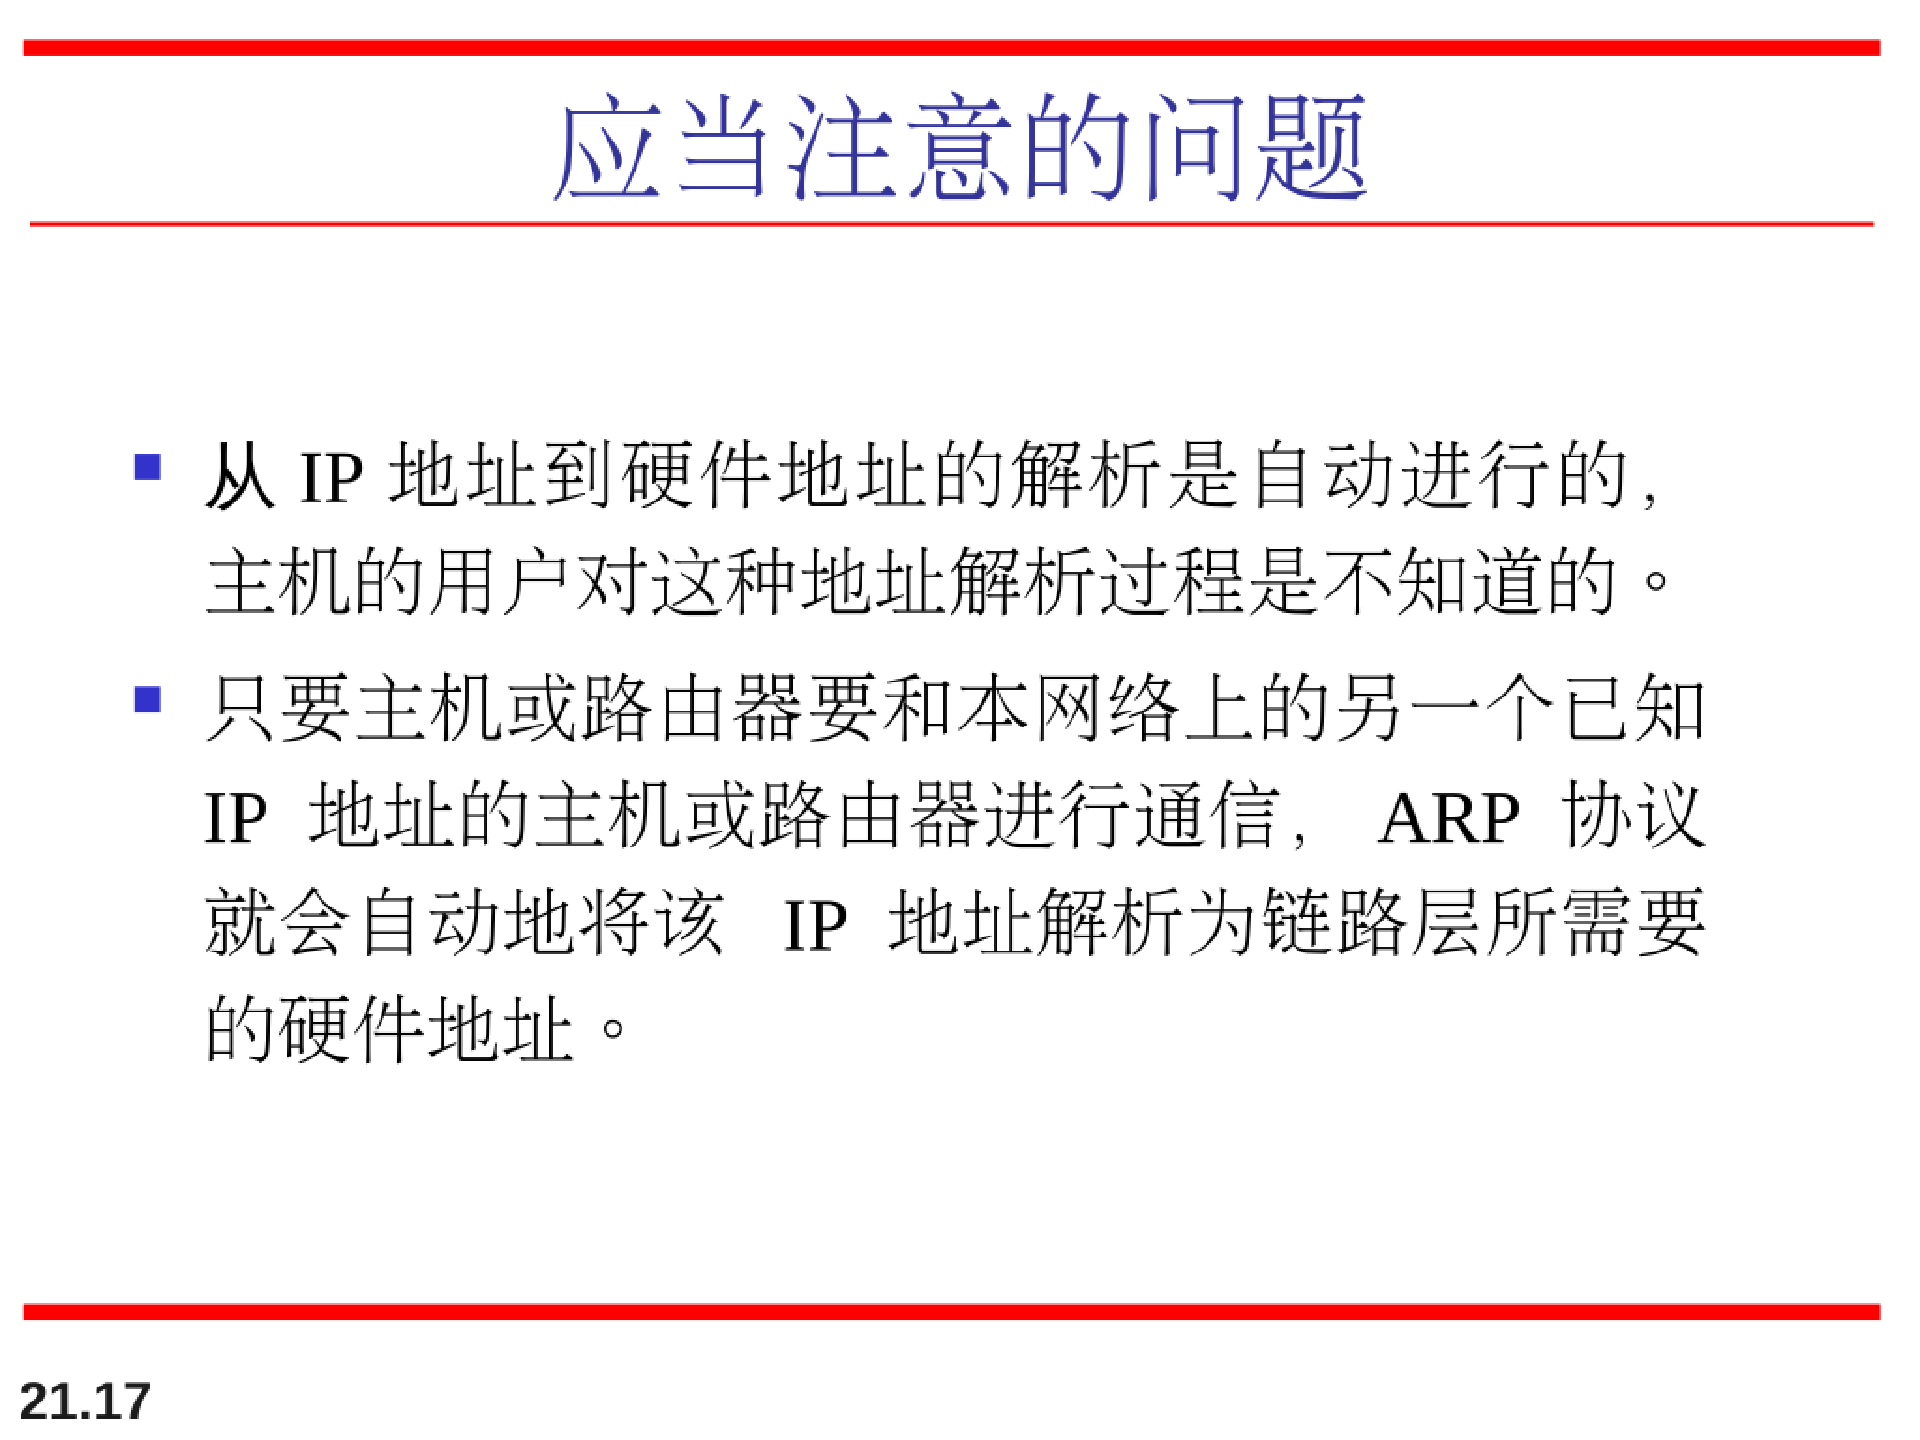 应当注意的问题
从 IP 地址到硬件地址的解析是自动进行的,
主机的用户对这种地址解析过程是不知道的。
只要主机或路由器要和本网络上的另一个已知
IP 地址的主机或路由器进行通信, ARP 协议
就会自动地将该 IP 地址解析为链路层所需要
的硬件地址。
21.17